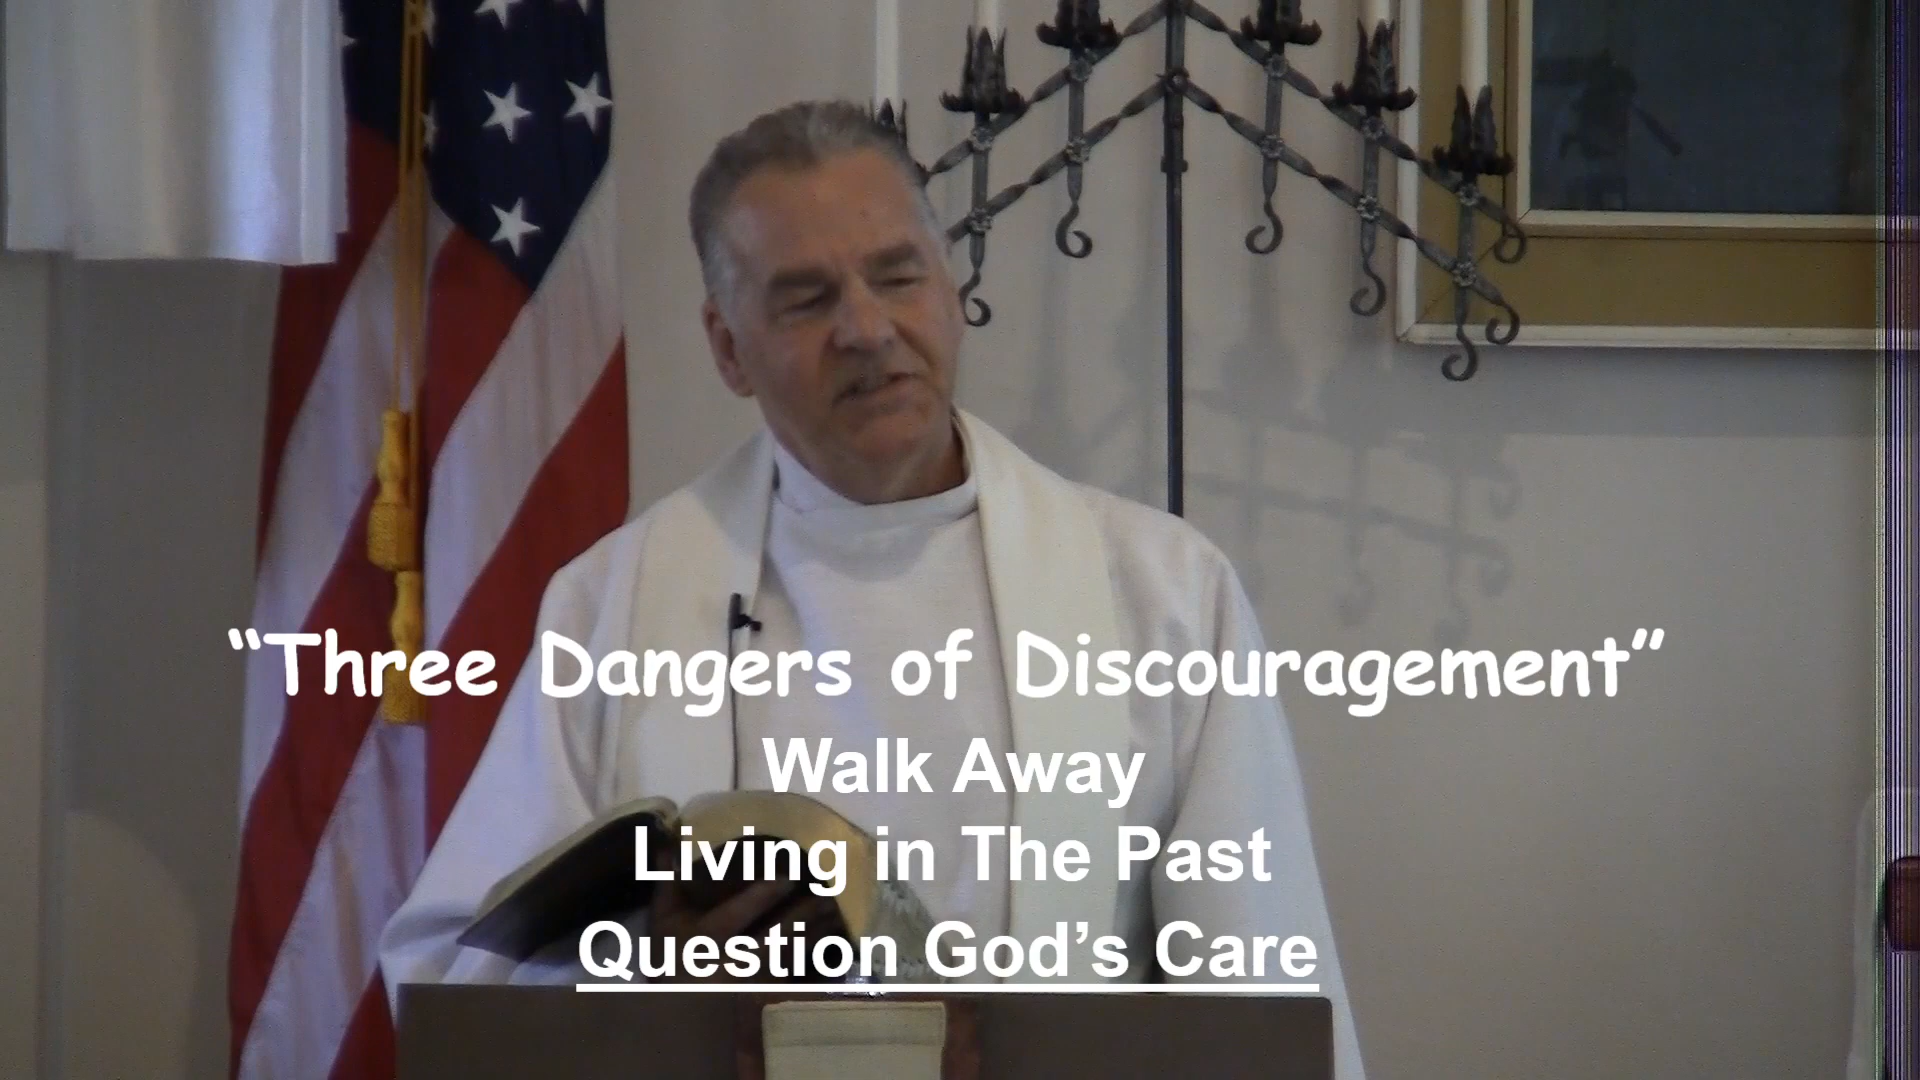 “Three Dangers of Discouragement”
Walk Away
Living in The Past
Question God’s Care